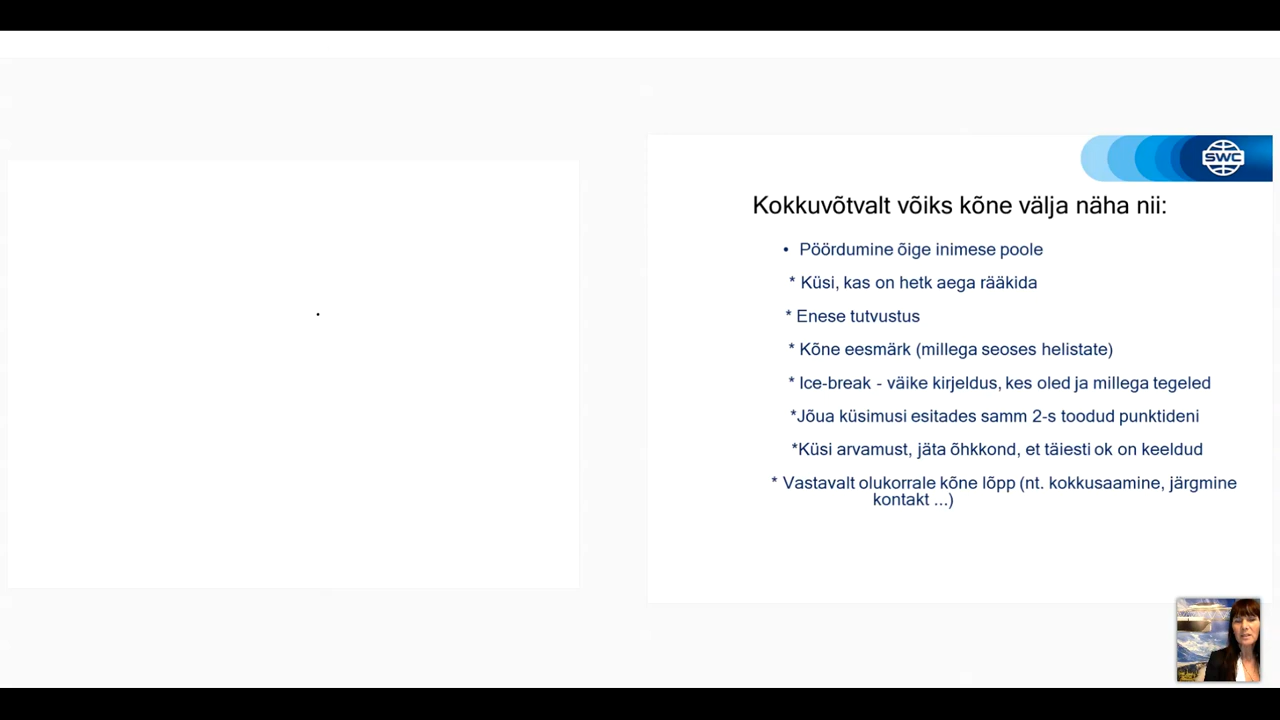 SWC
Kokkuvõtvalt võiks kõne välja näha nii:
• Pöördumine õige inimese poole
* Küsi, kas on hetk aega rääkida
* Enese tutvustus
* Kõne eesmärk (millega seoses helistate)
* Ice-break - väike kirjeldus, kes oled ja millega tegeled
*Jõua küsimusi esitades samm 2-s toodud punktideni
*Küsi arvamust, jäta õhkkond, et täiesti ok on keeldud
* Vastavalt olukorrale kõne lõpp (nt. kokkusaamine, järgmine
kontakt ...)